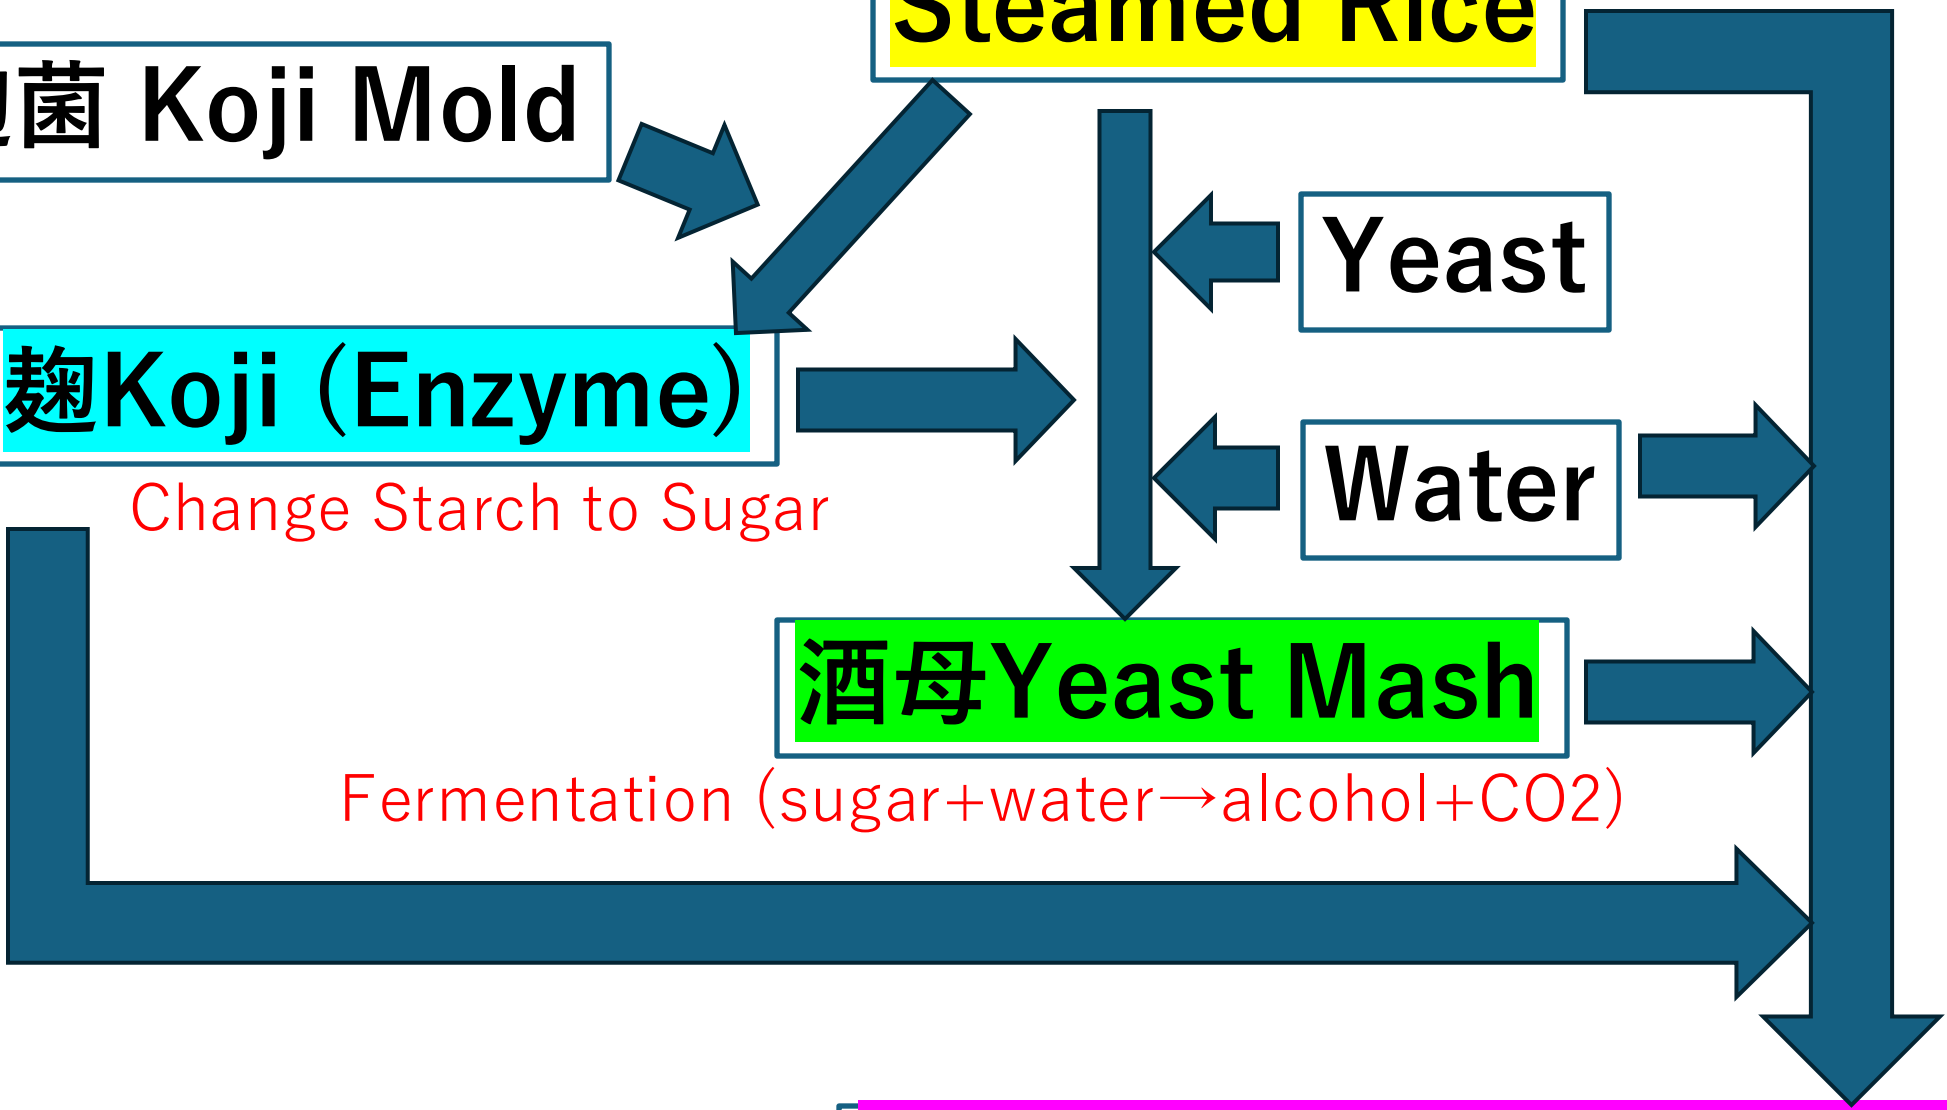 Steamed Rice
菌 Koji Mold
Yeast
麹Koji (Enzyme)
Water
Change Starch to Sugar
酒母Yeast Mash
Fermentation (sugar+water→alcohol+CO2)